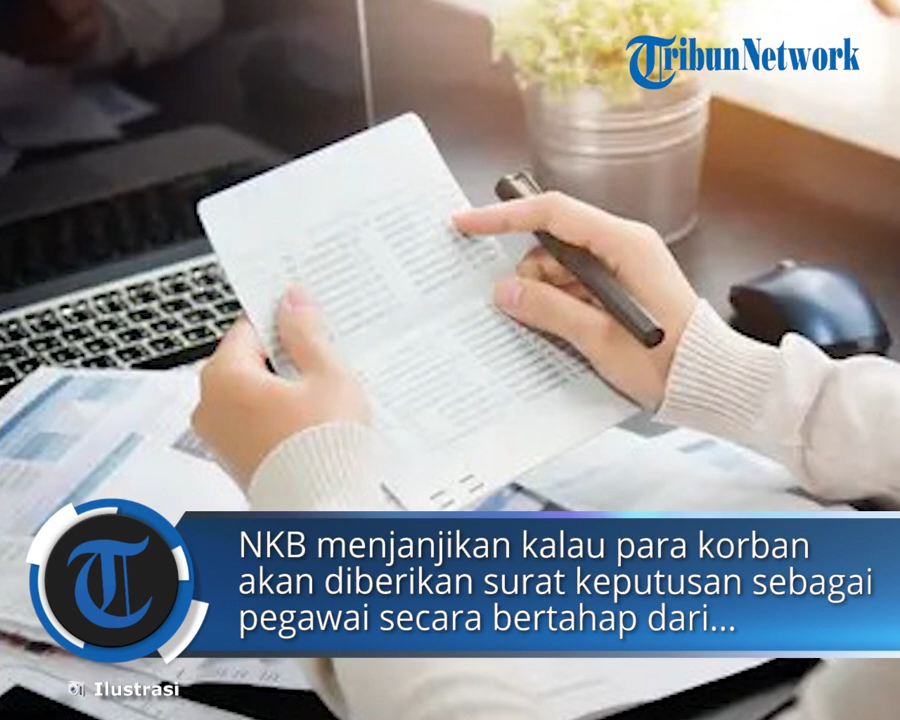 TribunNetwork
NKB menjanjikan kalau para korban
akan diberikan surat keputusan sebagai
pegawai secara bertahap dari...
T
Ilustrasi